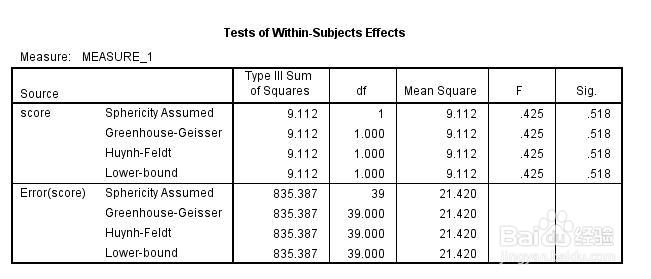 Tests of Within-Subjects Effects
Measure: MEASURE_1
Source Type III Sum of Squares df Mean Square F Sig.
score Sphericity Assumed 9.112 1 9.112 .425 .518
Greenhouse-Geisser 9.112 1.000 9.112 .425 .518
Huynh-Feldt 9.112 1.000 9.112 .425 .518
Lower-bound 9.112 1.000 9.112 .425 .518
Error(score) Sphericity Assumed 835.387 39 21.420
Greenhouse-Geisser 835.387 39.000 21.420
Huynh-Feldt 835.387 39.000 21.420
Lower-bound 835.387 39.000 21.420
Bai 经验
jingyan.baidu.com